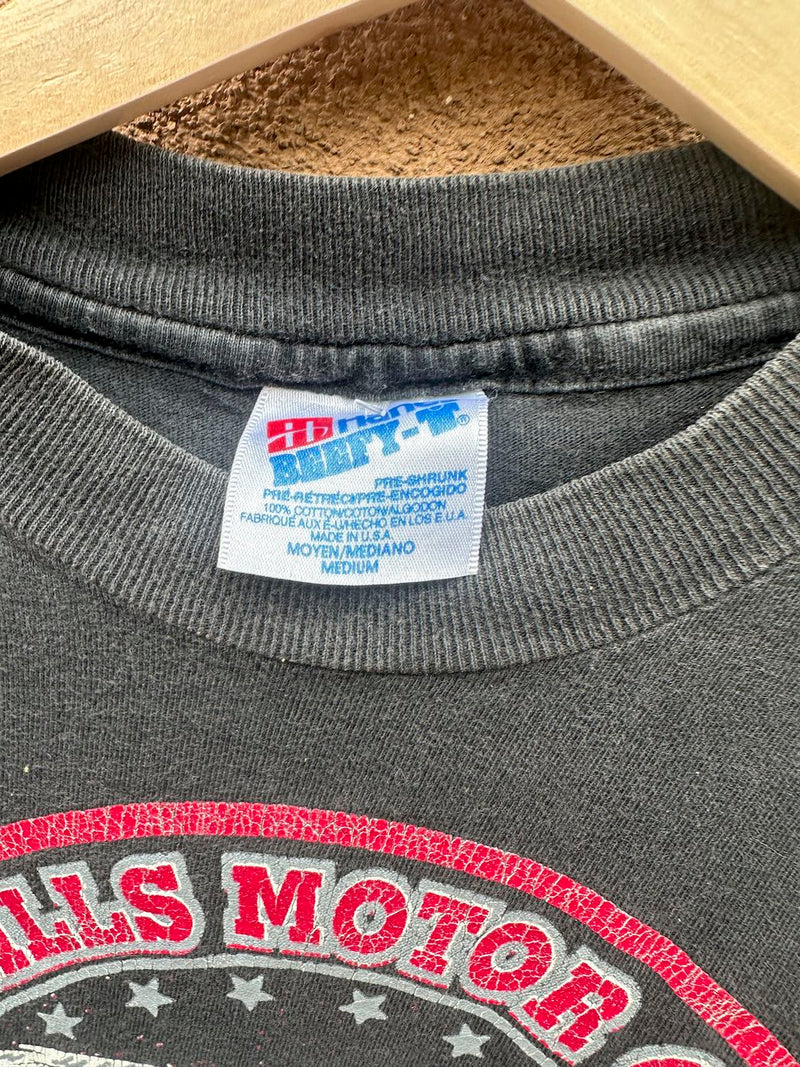 Hanes
BEEFY-T®
PRE-SHRUNK
PRÉ-RÉTRÉCI/PRE-ENCOGIDO
100% COTTON/COTON/ALGODON
FABRIQUÉ AUX É-U/HECHO EN LOS E.U.A.
MADE IN U.S.A.
MOYEN/MEDIANO
MEDIUM
ILLS MOTOR